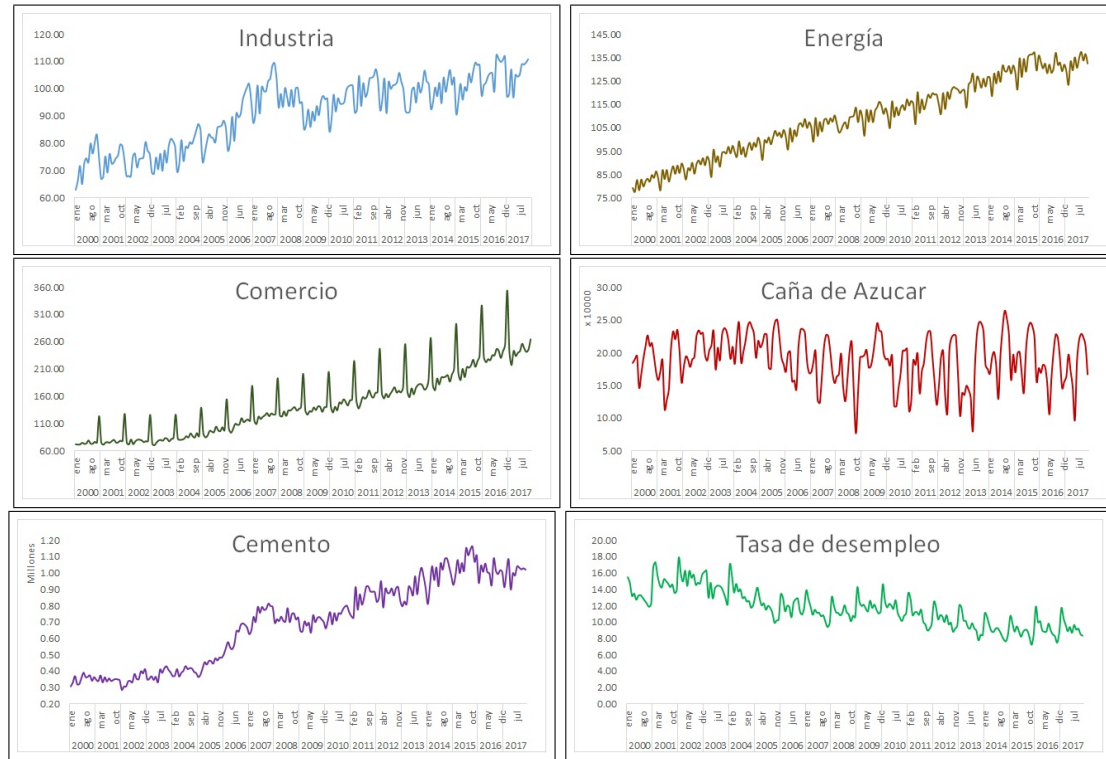 Industria
120.00
110.00
100.00
90.00
80.00
70.00
60.00
ene ago mar oct may dic jul feb sep abr nov jun ene ago mar oct may dic jul feb sep abr nov jun ene ago mar oct may dic jul
2000 2001 2002 2003 2004 2005 2006 2007 2008 2009 2010 2011 2012 2013 2014 2015 2016 2017
Energía
145.00
135.00
125.00
115.00
105.00
95.00
85.00
75.00
ene ago mar oct may dic jul feb sep abr nov jun ene ago mar oct may dic jul feb sep abr nov jun ene ago mar oct may dic jul
2000 2001 2002 2003 2004 2005 2006 2007 2008 2009 2010 2011 2012 2013 2014 2015 2016 2017
Comercio
360.00
310.00
260.00
210.00
160.00
110.00
60.00
ene ago mar oct may dic jul feb sep abr nov jun ene ago mar oct may dic jul feb sep abr nov jun ene ago mar oct may dic jul
2000 2001 2002 2003 2004 2005 2006 2007 2008 2009 2010 2011 2012 2013 2014 2015 2016 2017
Caña de Azucar
x 10000
30.00
25.00
20.00
15.00
10.00
5.00
ene ago mar oct may dic jul feb sep abr nov jun ene ago mar oct may dic jul feb sep abr nov jun ene ago mar oct may dic jul
2000 2001 2002 2003 2004 2005 2006 2007 2008 2009 2010 2011 2012 2013 2014 2015 2016 2017
Cemento
Millones
1.20
1.10
1.00
0.90
0.80
0.70
0.60
0.50
0.40
0.30
0.20
ene ago mar oct may dic jul feb sep abr nov jun ene ago mar oct may dic jul feb sep abr nov jun ene ago mar oct may dic jul
2000 2001 2002 2003 2004 2005 2006 2007 2008 2009 2010 2011 2012 2013 2014 2015 2016 2017
Tasa de desempleo
20.00
18.00
16.00
14.00
12.00
10.00
8.00
6.00
4.00
2.00
0.00
ene ago mar oct may dic jul feb sep abr nov jun ene ago mar oct may dic jul feb sep abr nov jun ene ago mar oct may dic jul
2000 2001 2002 2003 2004 2005 2006 2007 2008 2009 2010 2011 2012 2013 2014 2015 2016 2017